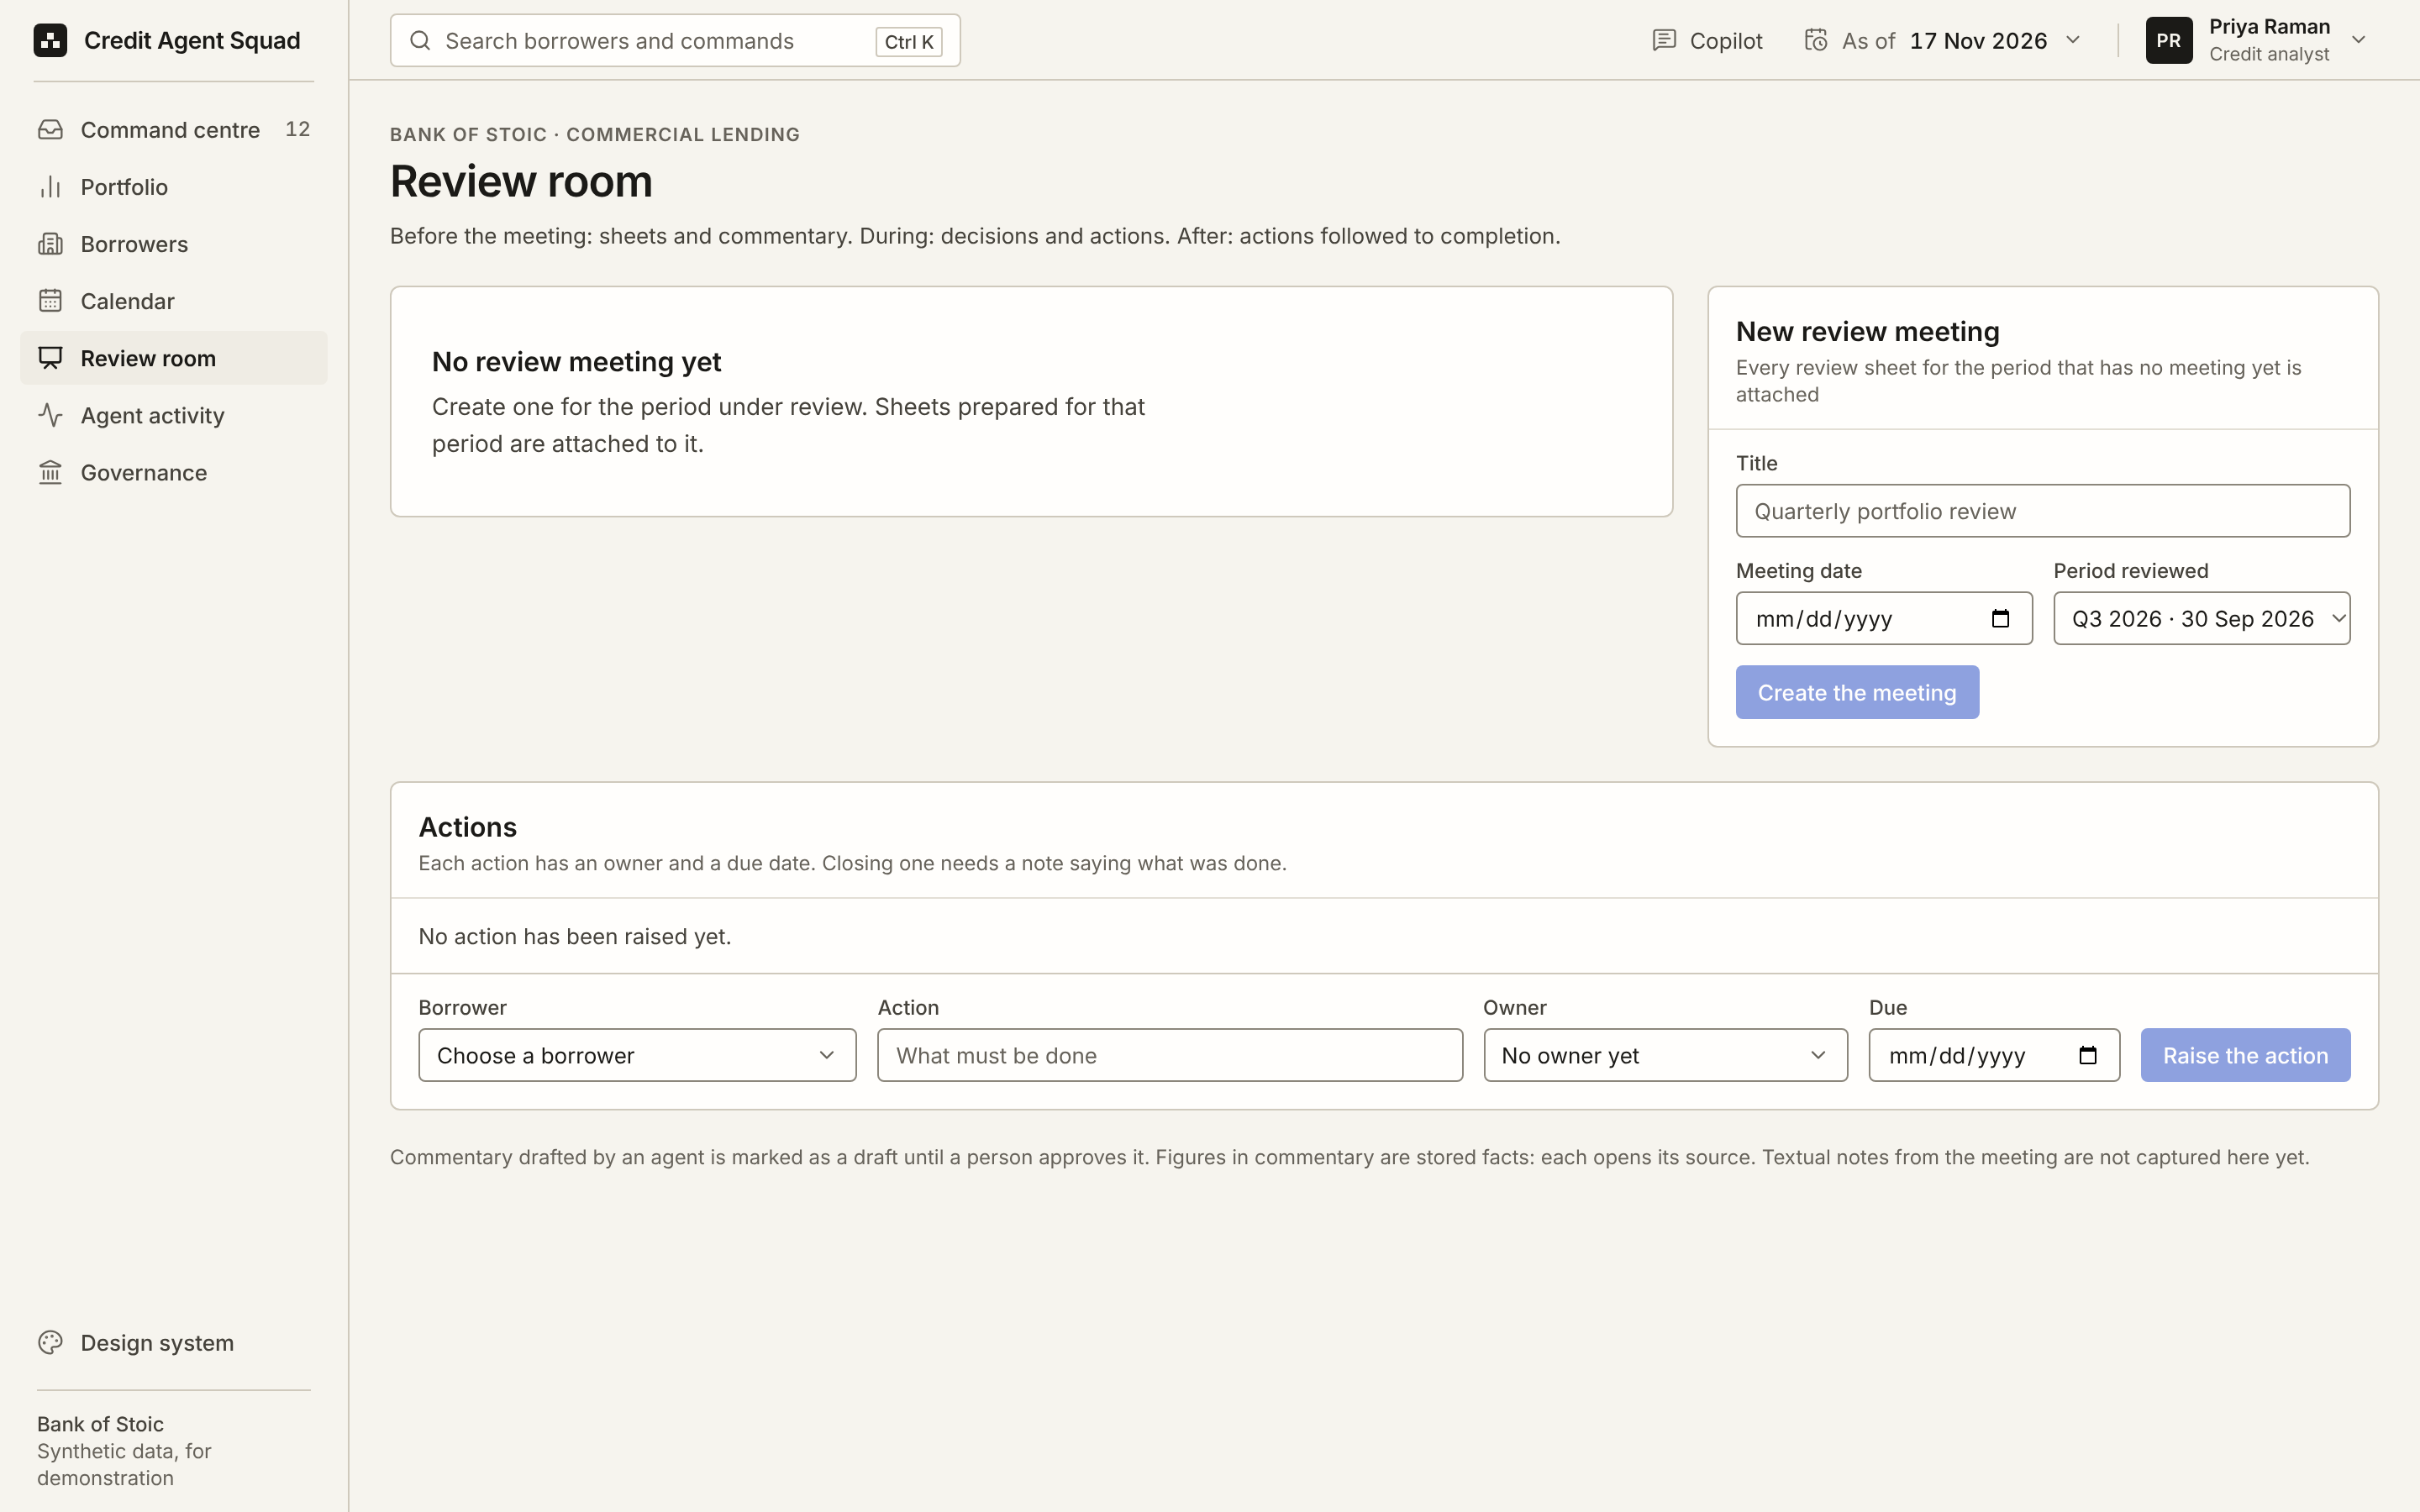 Credit Agent Squad
Search borrowers and commands
Ctrl K
Copilot
As of 17 Nov 2026
PR
Priya Raman
Credit analyst
Command centre 12
Portfolio
Borrowers
Calendar
Review room
Agent activity
Governance
BANK OF STOIC · COMMERCIAL LENDING
Review room
Before the meeting: sheets and commentary. During: decisions and actions. After: actions followed to completion.
No review meeting yet
Create one for the period under review. Sheets prepared for that
period are attached to it.
New review meeting
Every review sheet for the period that has no meeting yet is
attached
Title
Quarterly portfolio review
Meeting date
Period reviewed
mm/dd/yyyy
Q3 2026 · 30 Sep 2026
Create the meeting
Actions
Each action has an owner and a due date. Closing one needs a note saying what was done.
No action has been raised yet.
Borrower
Action
Owner
Due
Choose a borrower
What must be done
No owner yet
mm/dd/yyyy
Raise the action
Commentary drafted by an agent is marked as a draft until a person approves it. Figures in commentary are stored facts: each opens its source. Textual notes from the meeting are not captured here yet.
Design system
Bank of Stoic
Synthetic data, for
demonstration